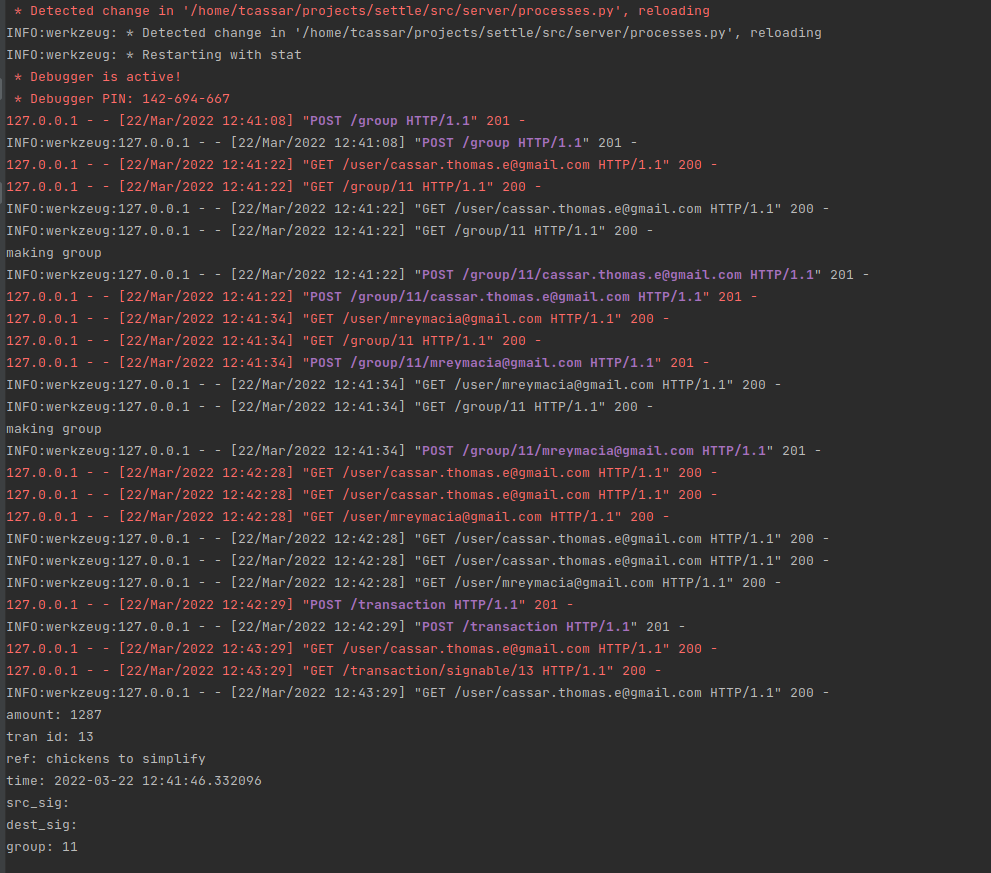 * Detected change in '/home/tcassar/projects/settle/src/server/processes.py', reloading
INFO:werkzeug: * Detected change in '/home/tcassar/projects/settle/src/server/processes.py', reloading
INFO:werkzeug: * Restarting with stat
* Debugger is active!
* Debugger PIN: 142-694-667
127.0.0.1 - - [22/Mar/2022 12:41:08] "POST /group HTTP/1.1" 201 -
INFO:werkzeug:127.0.0.1 - - [22/Mar/2022 12:41:08] "POST /group HTTP/1.1" 201 -
127.0.0.1 - - [22/Mar/2022 12:41:22] "GET /user/cassar.thomas.e@gmail.com HTTP/1.1" 200 -
127.0.0.1 - - [22/Mar/2022 12:41:22] "GET /group/11 HTTP/1.1" 200 -
INFO:werkzeug:127.0.0.1 - - [22/Mar/2022 12:41:22] "GET /user/cassar.thomas.e@gmail.com HTTP/1.1" 200 -
INFO:werkzeug:127.0.0.1 - - [22/Mar/2022 12:41:22] "GET /group/11 HTTP/1.1" 200 -
making group
INFO:werkzeug:127.0.0.1 - - [22/Mar/2022 12:41:22] "POST /group/11/cassar.thomas.e@gmail.com HTTP/1.1" 201 -
127.0.0.1 - - [22/Mar/2022 12:41:22] "POST /group/11/cassar.thomas.e@gmail.com HTTP/1.1" 201 -
127.0.0.1 - - [22/Mar/2022 12:41:34] "GET /user/mreymacia@gmail.com HTTP/1.1" 200 -
127.0.0.1 - - [22/Mar/2022 12:41:34] "GET /group/11 HTTP/1.1" 200 -
127.0.0.1 - - [22/Mar/2022 12:41:34] "POST /group/11/mreymacia@gmail.com HTTP/1.1" 201 -
INFO:werkzeug:127.0.0.1 - - [22/Mar/2022 12:41:34] "GET /user/mreymacia@gmail.com HTTP/1.1" 200 -
INFO:werkzeug:127.0.0.1 - - [22/Mar/2022 12:41:34] "GET /group/11 HTTP/1.1" 200 -
making group
INFO:werkzeug:127.0.0.1 - - [22/Mar/2022 12:41:34] "POST /group/11/mreymacia@gmail.com HTTP/1.1" 201 -
127.0.0.1 - - [22/Mar/2022 12:42:28] "GET /user/cassar.thomas.e@gmail.com HTTP/1.1" 200 -
127.0.0.1 - - [22/Mar/2022 12:42:28] "GET /user/cassar.thomas.e@gmail.com HTTP/1.1" 200 -
127.0.0.1 - - [22/Mar/2022 12:42:28] "GET /user/mreymacia@gmail.com HTTP/1.1" 200 -
INFO:werkzeug:127.0.0.1 - - [22/Mar/2022 12:42:28] "GET /user/cassar.thomas.e@gmail.com HTTP/1.1" 200 -
INFO:werkzeug:127.0.0.1 - - [22/Mar/2022 12:42:28] "GET /user/cassar.thomas.e@gmail.com HTTP/1.1" 200 -
INFO:werkzeug:127.0.0.1 - - [22/Mar/2022 12:42:28] "GET /user/mreymacia@gmail.com HTTP/1.1" 200 -
127.0.0.1 - - [22/Mar/2022 12:42:29] "POST /transaction HTTP/1.1" 201 -
INFO:werkzeug:127.0.0.1 - - [22/Mar/2022 12:42:29] "POST /transaction HTTP/1.1" 201 -
127.0.0.1 - - [22/Mar/2022 12:43:29] "GET /user/cassar.thomas.e@gmail.com HTTP/1.1" 200 -
127.0.0.1 - - [22/Mar/2022 12:43:29] "GET /transaction/signable/13 HTTP/1.1" 200 -
INFO:werkzeug:127.0.0.1 - - [22/Mar/2022 12:43:29] "GET /user/cassar.thomas.e@gmail.com HTTP/1.1" 200 -
amount: 1287
tran id: 13
ref: chickens to simplify
time: 2022-03-22 12:41:46.332096
src_sig:
dest_sig:
group: 11